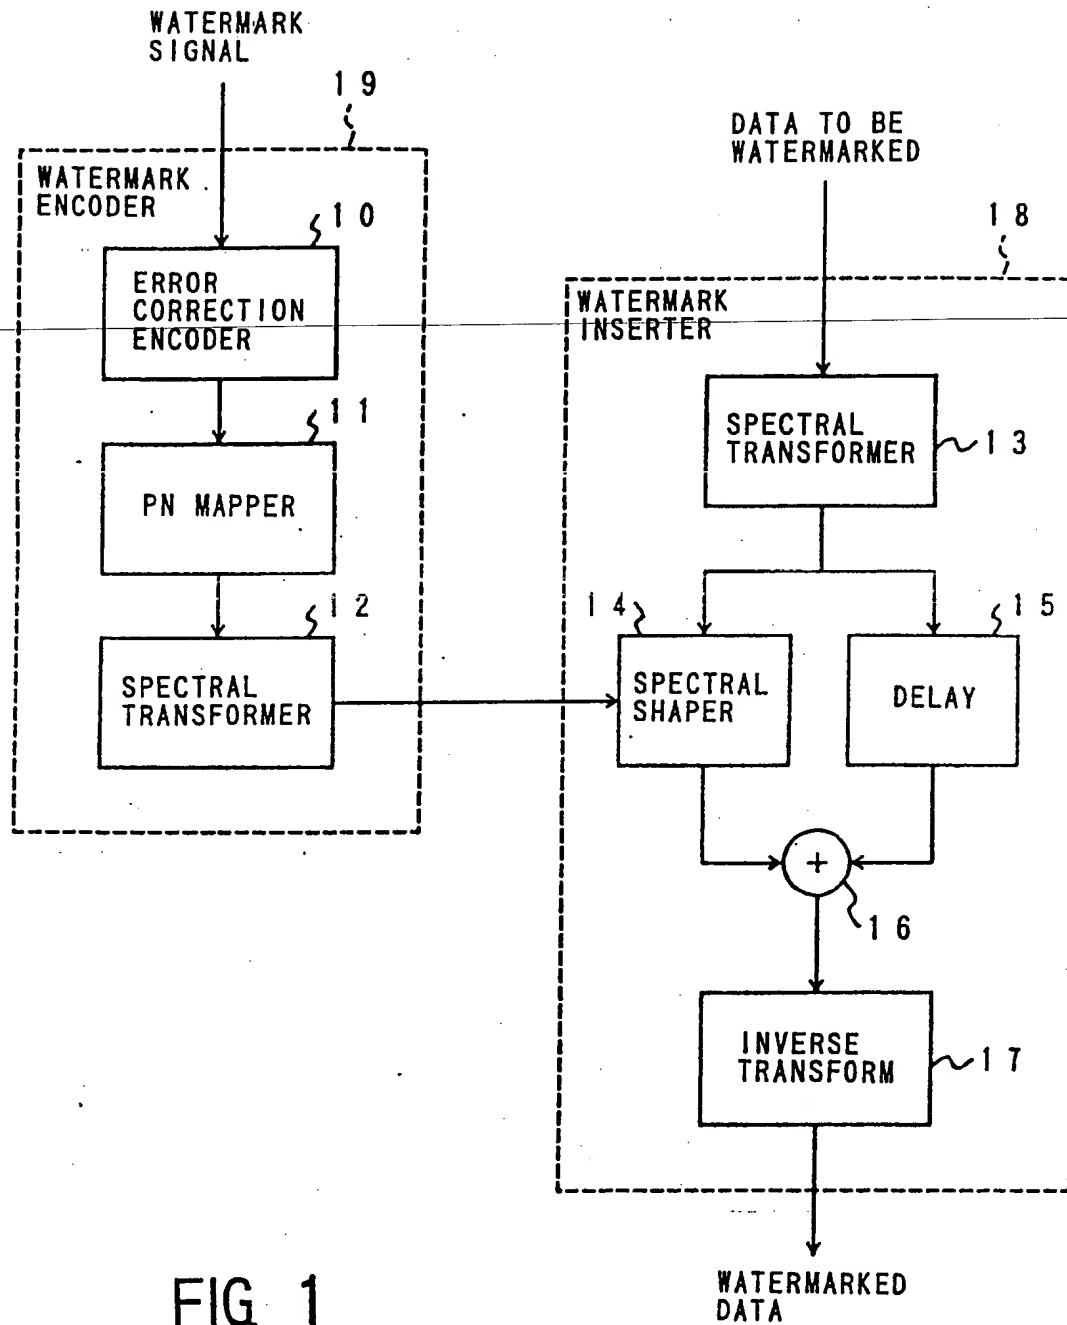 WATERMARK
SIGNAL
19
WATERMARK
ENCODER
10
ERROR
CORRECTION
ENCODER
11
PN MAPPER
12
SPECTRAL
TRANSFORMER
DATA TO BE
WATERMARKED
18
WATERMARK
INSERTER
SPECTRAL
TRANSFORMER
13
14
SPECTRAL
SHAPER
15
DELAY
+
16
INVERSE
TRANSFORM
17
WATERMARKED
DATA
FIG. 1